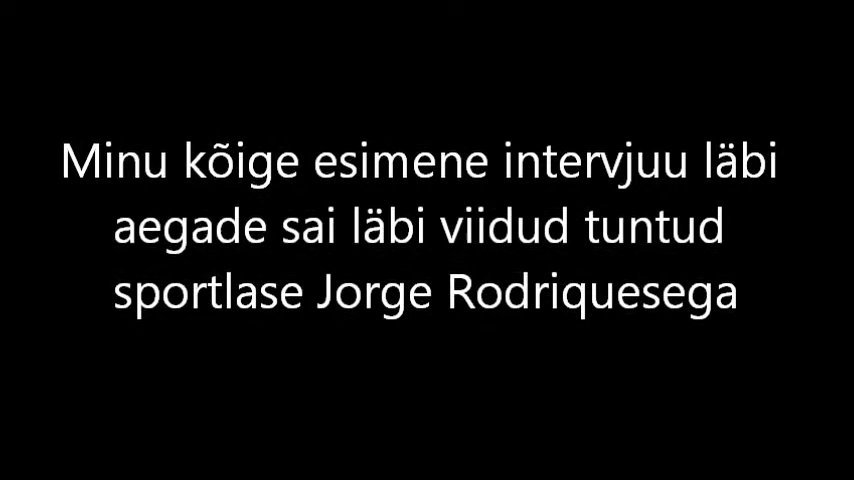 Minu kõige esimene intervjuu läbi
aegade sai läbi viidud tuntud
sportlase Jorge Rodriquesega